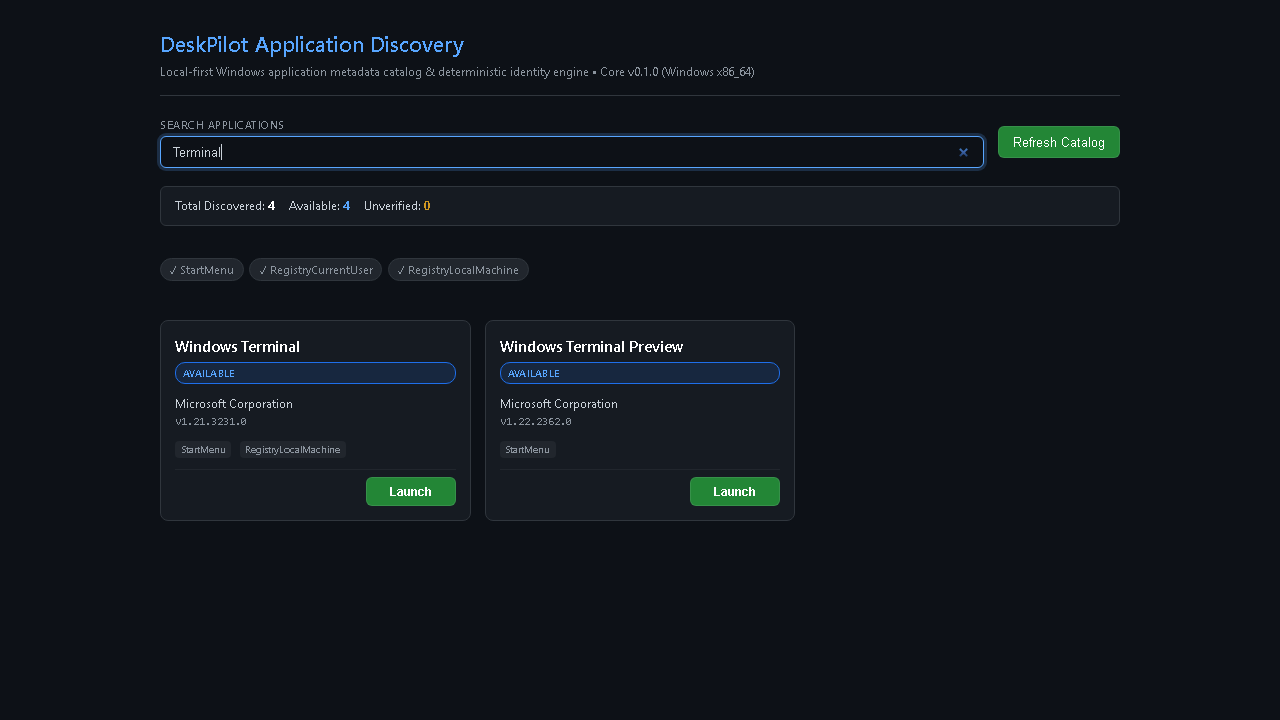 DeskPilot Application Discovery
Local-first Windows application metadata catalog & deterministic identity engine • Core v0.1.0 (Windows x86_64)
SEARCH APPLICATIONS
Terminal
Refresh Catalog
Total Discovered: 4 Available: 4 Unverified: 0
✓ StartMenu ✓ RegistryCurrentUser ✓ RegistryLocalMachine
Windows Terminal
AVAILABLE
Microsoft Corporation
v1.21.3231.0
StartMenu RegistryLocalMachine
Launch
Windows Terminal Preview
AVAILABLE
Microsoft Corporation
v1.22.2362.0
StartMenu
Launch